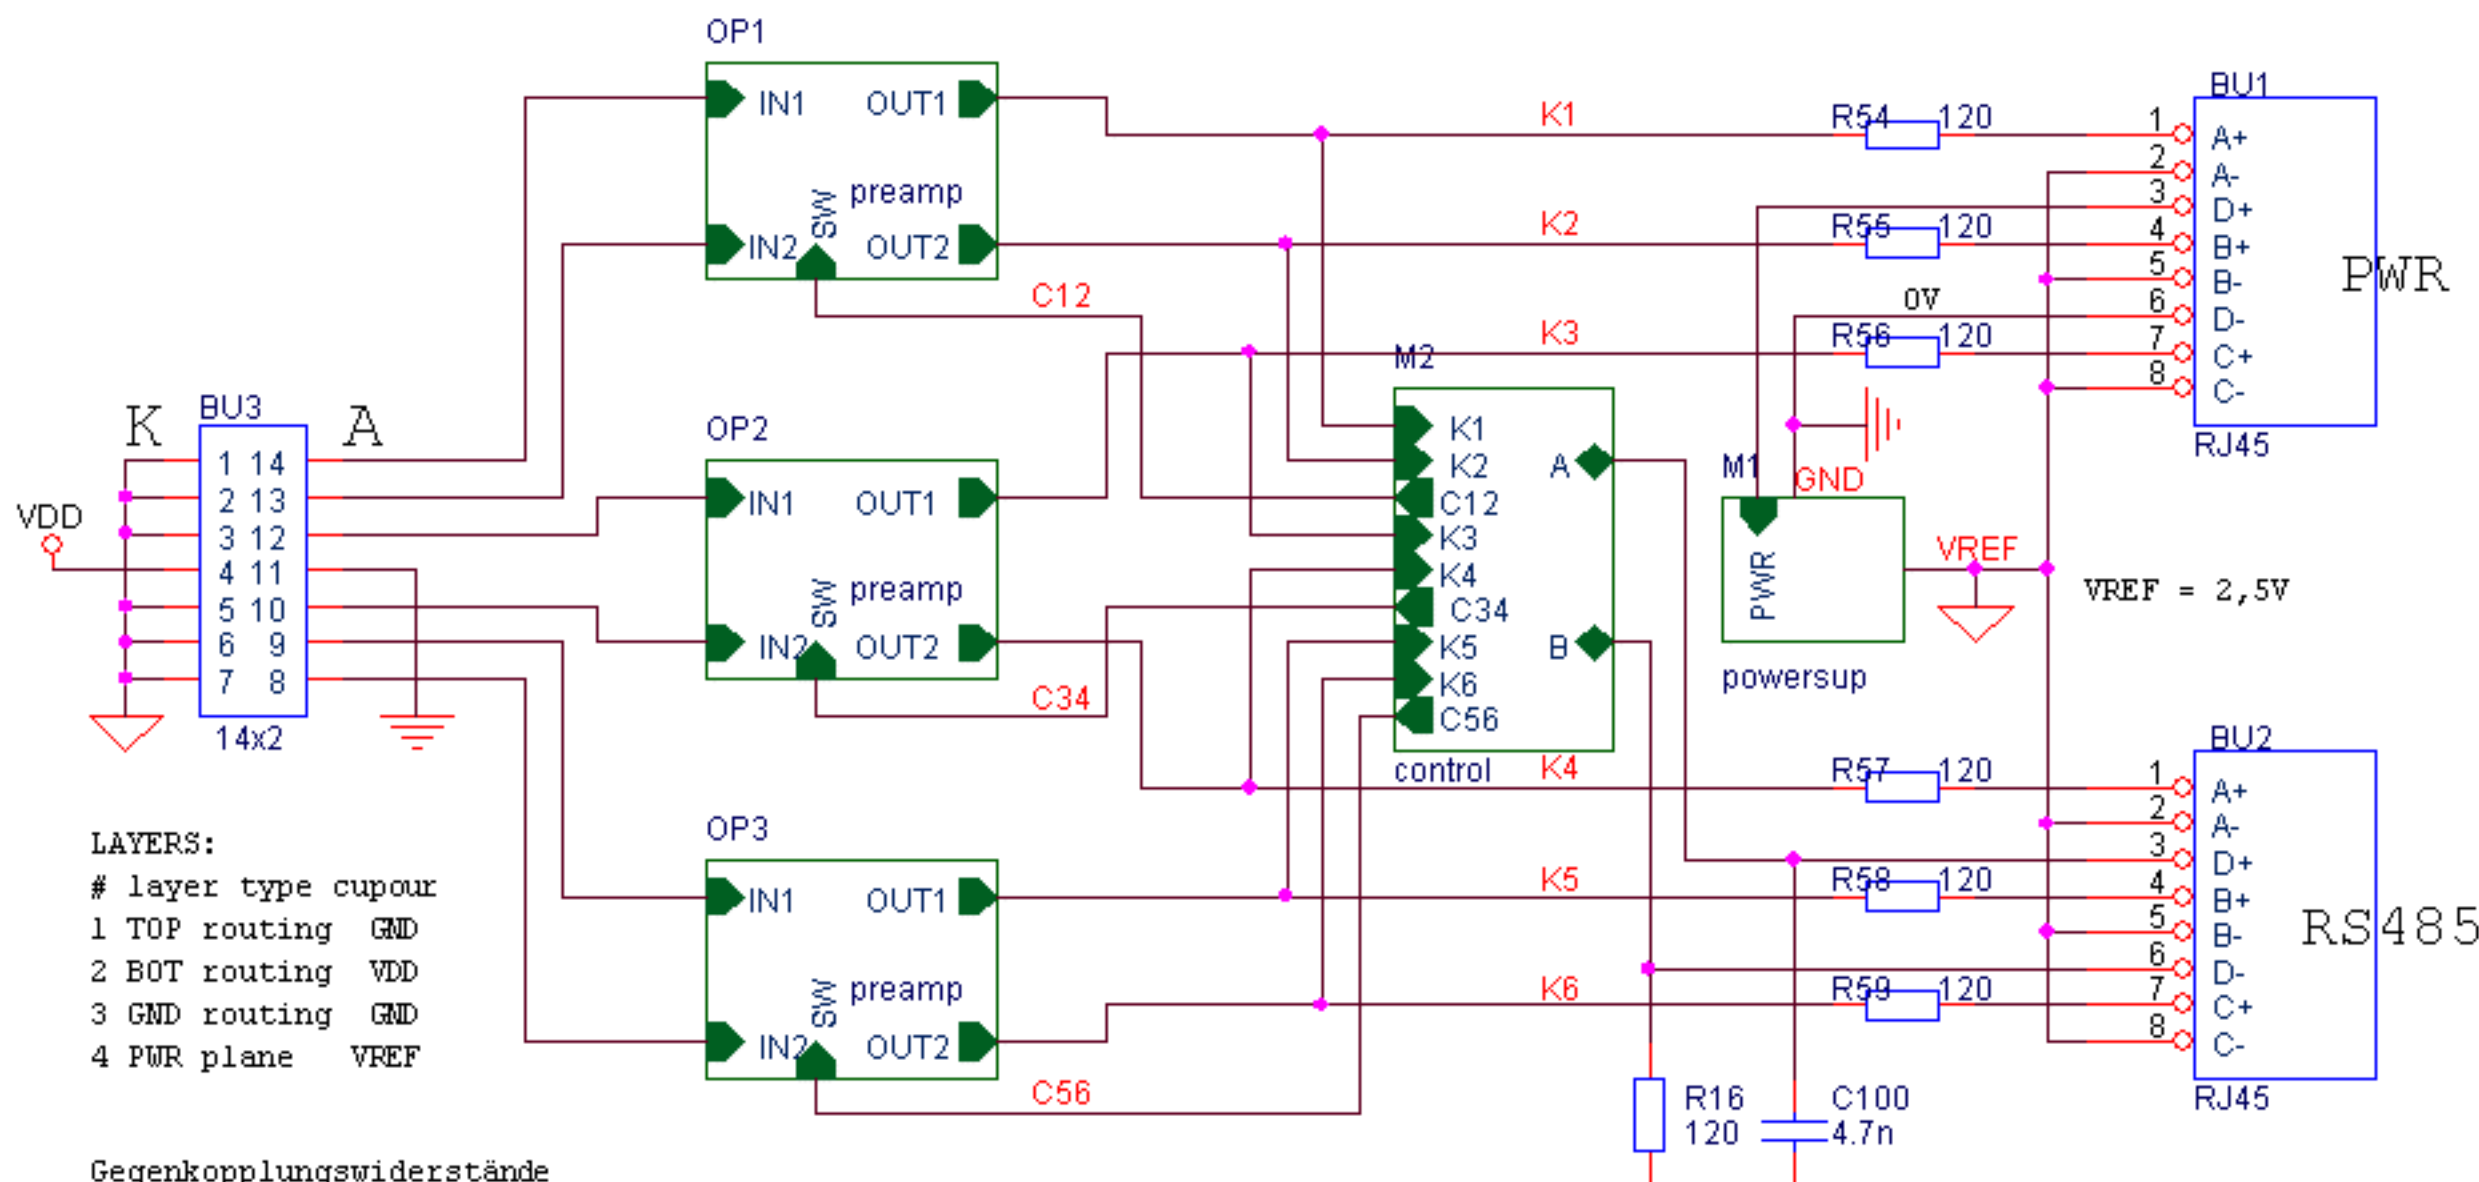 OP1
IN1 OUT1
SW preamp
IN2 OUT2
K1
R54 120
BU1
1 A+
2 A-
3 D+
4 B+
5 B-
6 D-
7 C+
8 C-
PWR
RJ45
K2
R55 120
C12
0V
K3
R56 120
M2
K1
K2
C12
K3
K4
C34
K5
K6
C56
A
B
control
M1
GND
PWR
powersup
VREF
VREF = 2,5V
K BU3 A
VDD
1 14
2 13
3 12
4 11
5 10
6 9
7 8
14x2
OP2
IN1 OUT1
SW preamp
IN2 OUT2
C34
K4
R57 120
BU2
1 A+
2 A-
3 D+
4 B+
5 B-
6 D-
7 C+
8 C-
RS485
RJ45
OP3
IN1 OUT1
SW preamp
IN2 OUT2
K5
R58 120
K6
R59 120
C56
R16
120
C100
4.7n
LAYERS:
# layer type cupour
1 TOP routing GND
2 BOT routing VDD
3 GND routing GND
4 PWR plane VREF
Gegenkopplungswiderstände